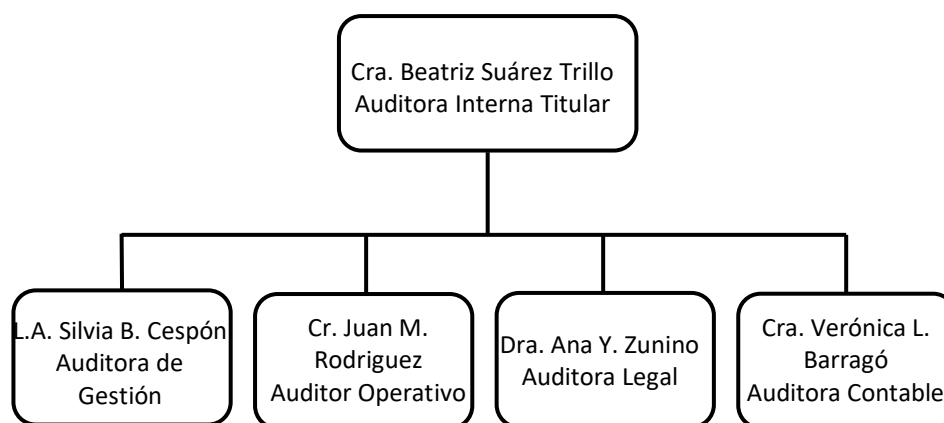 Cra. Beatriz Suárez Trillo
Auditora Interna Titular
L.A. Silvia B. Cespón
Auditora de
Gestión
Cr. Juan M.
Rodriguez
Auditor Operativo
Dra. Ana Y. Zunino
Auditora Legal
Cra. Verónica L.
Barragó
Auditora Contable